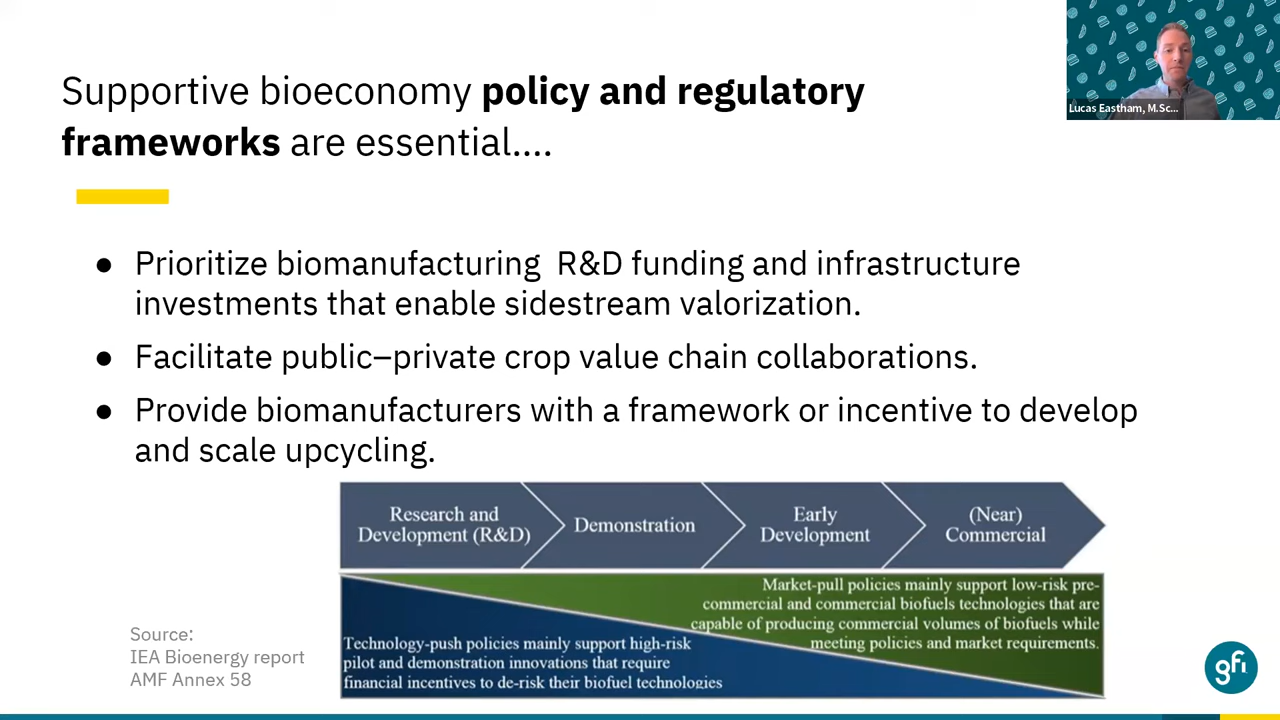 Supportive bioeconomy policy and regulatory
frameworks are essential....
Lucas Eastham, M.Sc...
● Prioritize biomanufacturing  R&D funding and infrastructure
investments that enable sidestream valorization.
● Facilitate public–private crop value chain collaborations.
● Provide biomanufacturers with a framework or incentive to develop
and scale upcycling.
Research and
Development (R&D)
Demonstration
Early
Development
(Near)
Commercial
Market-pull policies mainly support low-risk pre-
commercial and commercial biofuels technologies that are
capable of producing commercial volumes of biofuels while
meeting policies and market requirements.
Technology-push policies mainly support high-risk
pilot and demonstration innovations that require
financial incentives to de-risk their biofuel technologies
Source:
IEA Bioenergy report
AMF Annex 58
gfi